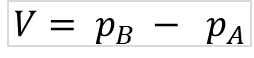 V = p_B − p_A